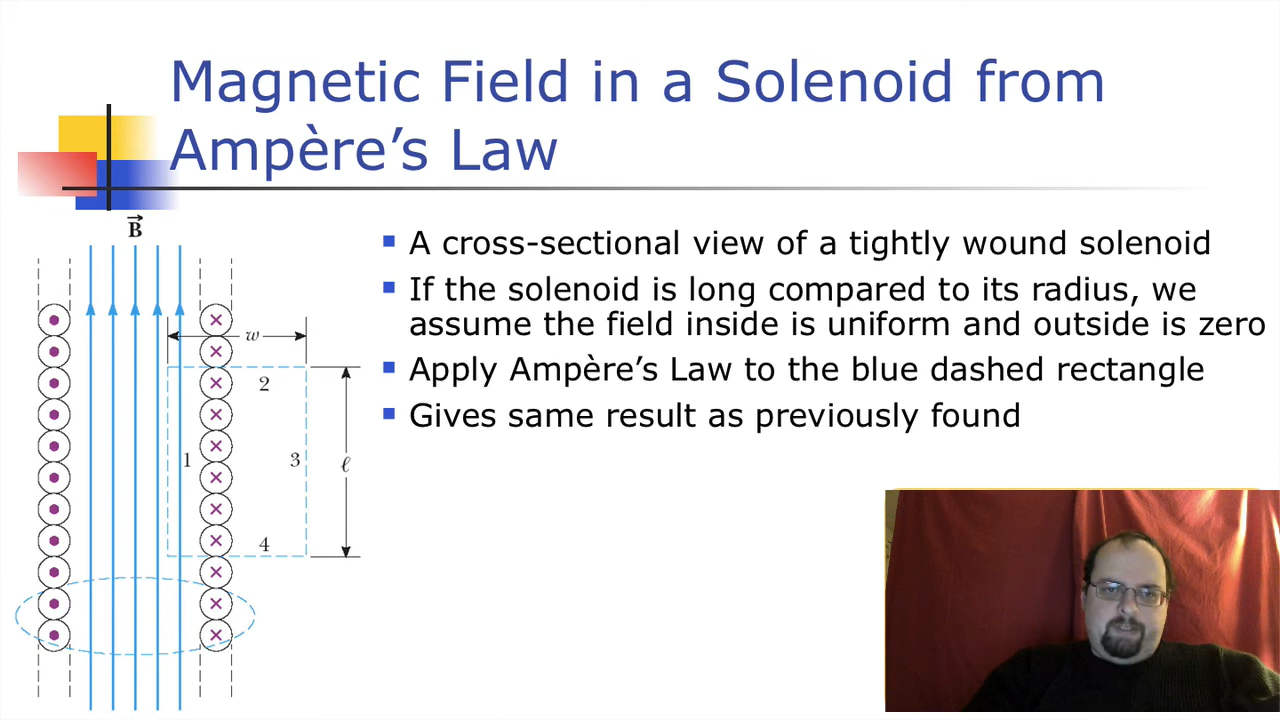 Magnetic Field in a Solenoid from
Ampère’s Law
B
A cross-sectional view of a tightly wound solenoid
If the solenoid is long compared to its radius, we
assume the field inside is uniform and outside is zero
Apply Ampère’s Law to the blue dashed rectangle
Gives same result as previously found
w
2
1
3
ℓ
4